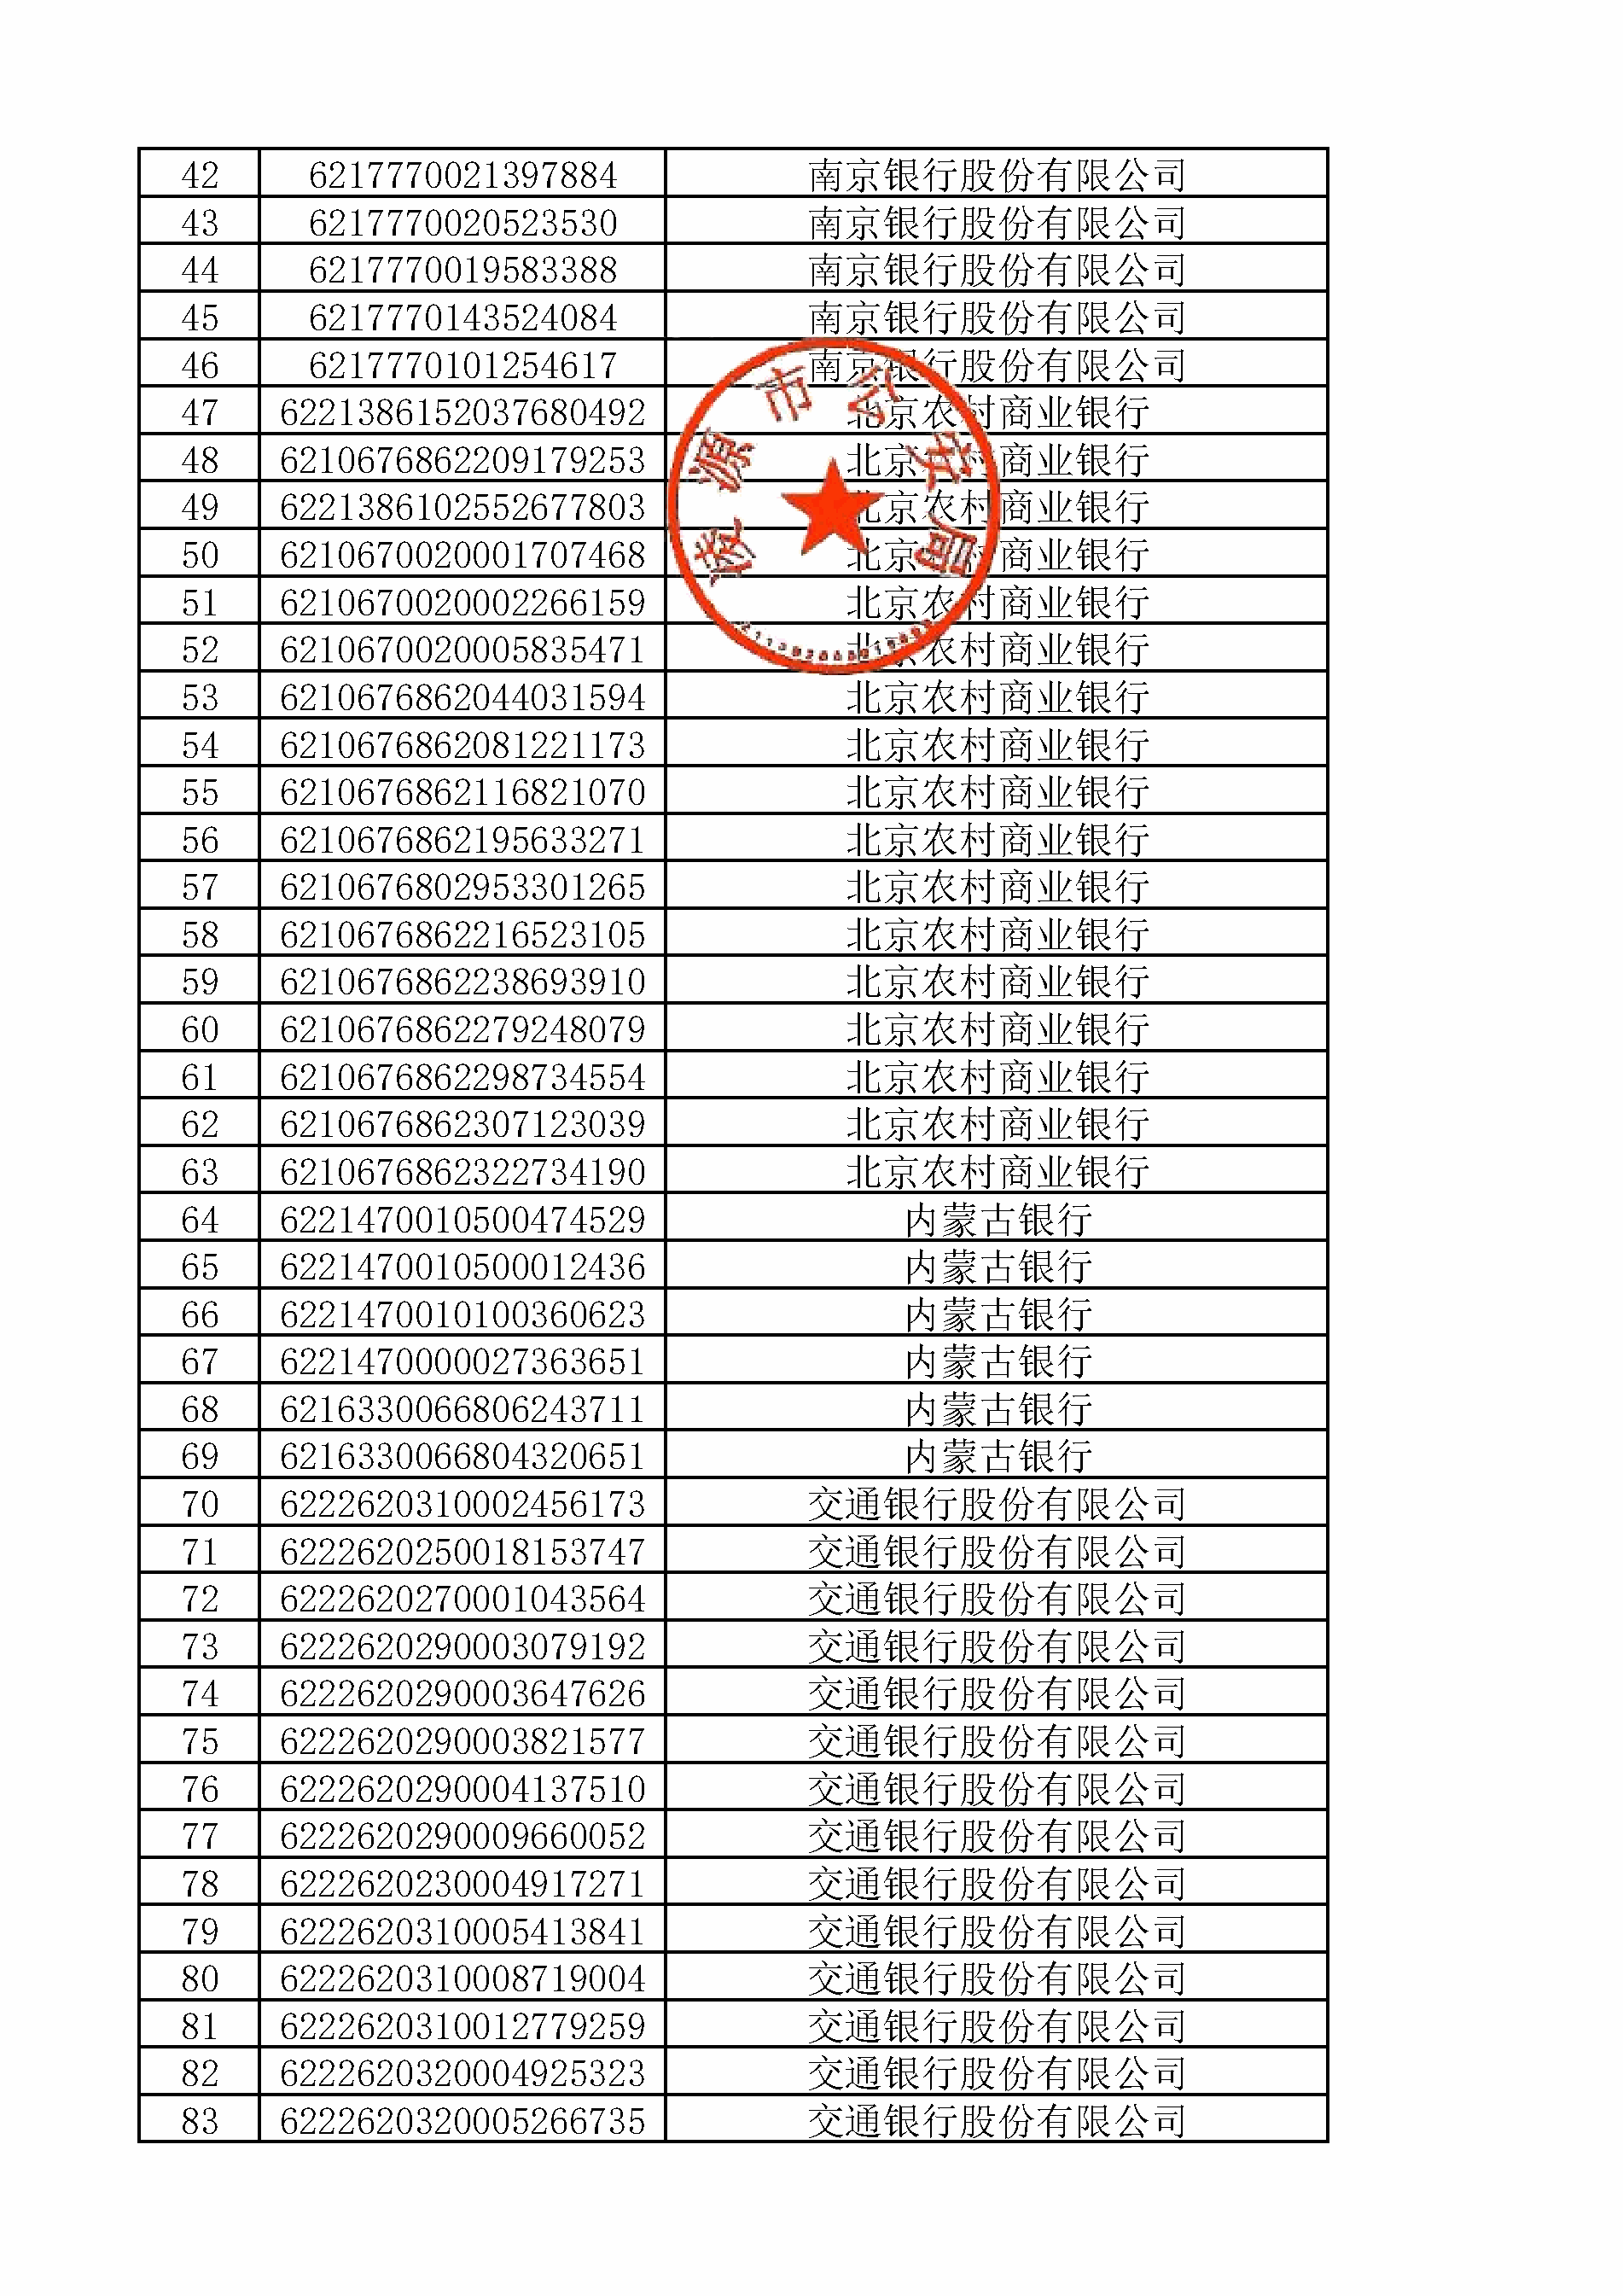 42 6217770021397884 南京银行股份有限公司
43 6217770020523530 南京银行股份有限公司
44 6217770019583388 南京银行股份有限公司
45 6217770143524084 南京银行股份有限公司
46 6217770101254617 南京银行股份有限公司
47 6221386152037680492 北京农村商业银行
48 6210676862209179253 北京农村商业银行
49 6221386102552677803 北京农村商业银行
50 6210670020001707468 北京农村商业银行
51 6210670020002266159 北京农村商业银行
52 6210670020005835471 北京农村商业银行
53 6210676862044031594 北京农村商业银行
54 6210676862081221173 北京农村商业银行
55 6210676862116821070 北京农村商业银行
56 6210676862195633271 北京农村商业银行
57 6210676802953301265 北京农村商业银行
58 6210676862216523105 北京农村商业银行
59 6210676862238693910 北京农村商业银行
60 6210676862279248079 北京农村商业银行
61 6210676862298734554 北京农村商业银行
62 6210676862307123039 北京农村商业银行
63 6210676862322734190 北京农村商业银行
64 6221470010500474529 内蒙古银行
65 6221470010500012436 内蒙古银行
66 6221470010100360623 内蒙古银行
67 6221470000027363651 内蒙古银行
68 6216330066806243711 内蒙古银行
69 6216330066804320651 内蒙古银行
70 6222620310002456173 交通银行股份有限公司
71 6222620250018153747 交通银行股份有限公司
72 6222620270001043564 交通银行股份有限公司
73 6222620290003079192 交通银行股份有限公司
74 6222620290003647626 交通银行股份有限公司
75 6222620290003821577 交通银行股份有限公司
76 6222620290004137510 交通银行股份有限公司
77 6222620290009660052 交通银行股份有限公司
78 6222620230004917271 交通银行股份有限公司
79 6222620310005413841 交通银行股份有限公司
80 6222620310008719004 交通银行股份有限公司
81 6222620310012779259 交通银行股份有限公司
82 6222620320004925323 交通银行股份有限公司
83 6222620320005266735 交通银行股份有限公司
凌源市公安局